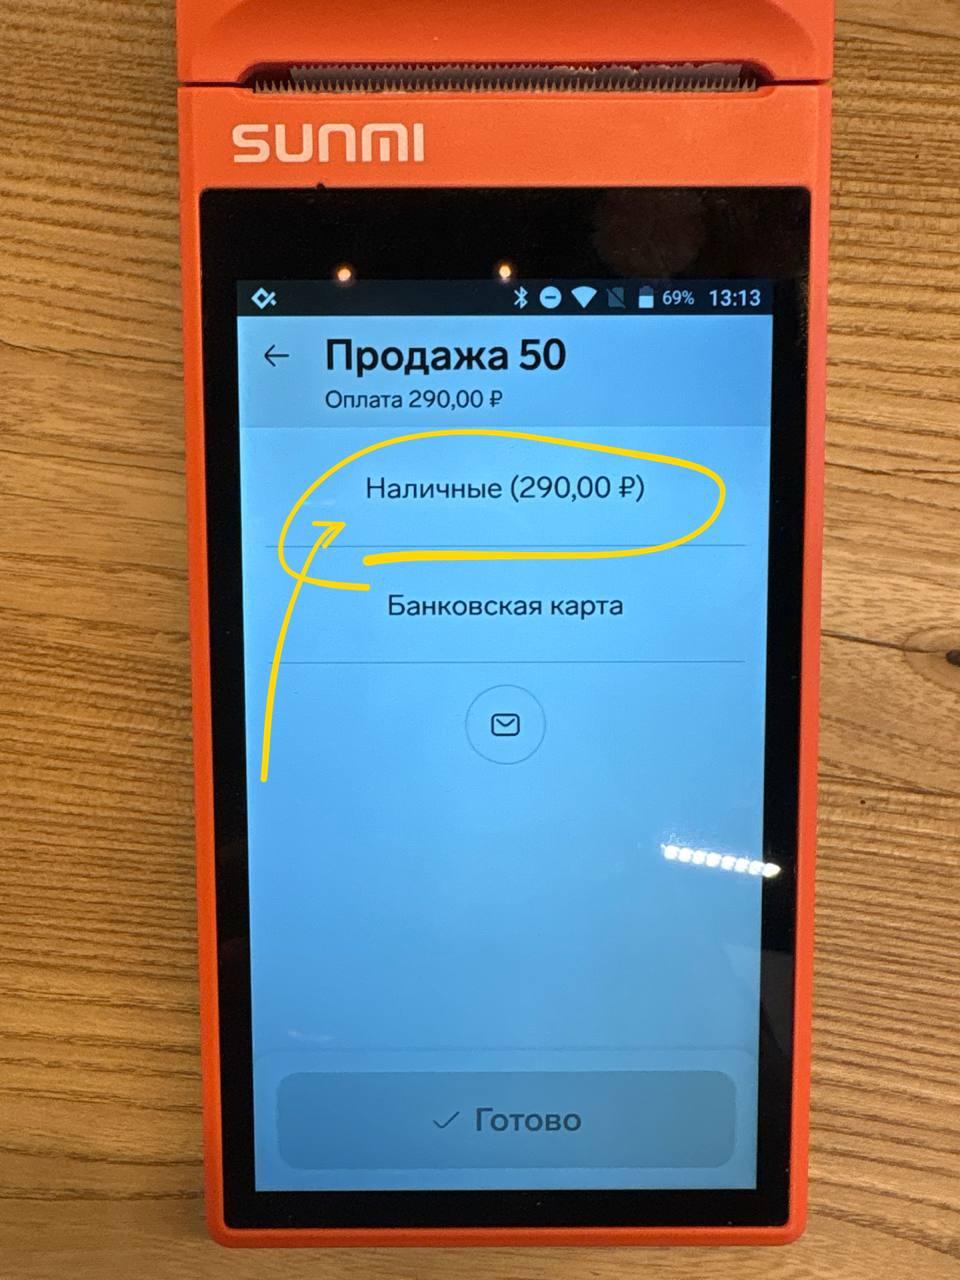 SUNMI
69% 13:13
Продажа 50
Оплата 290,00 ₽
Наличные (290,00 ₽)
Банковская карта
Готово